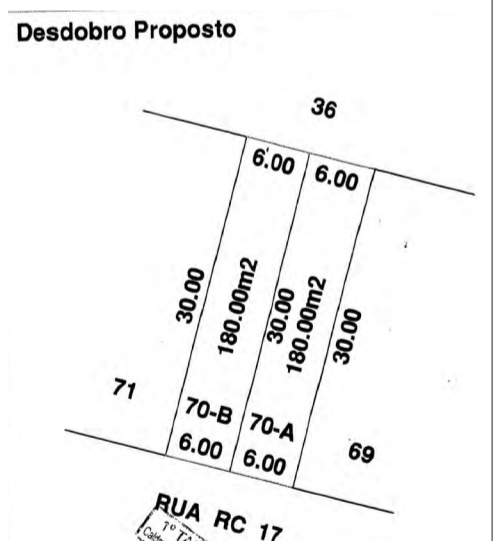 Desdobro Proposto
36
6.00 6.00
30.00
180.00m2
30.00
180.00m2
30.00
71
70-B 70-A
69
6.00 6.00
RUA RC 17
1º